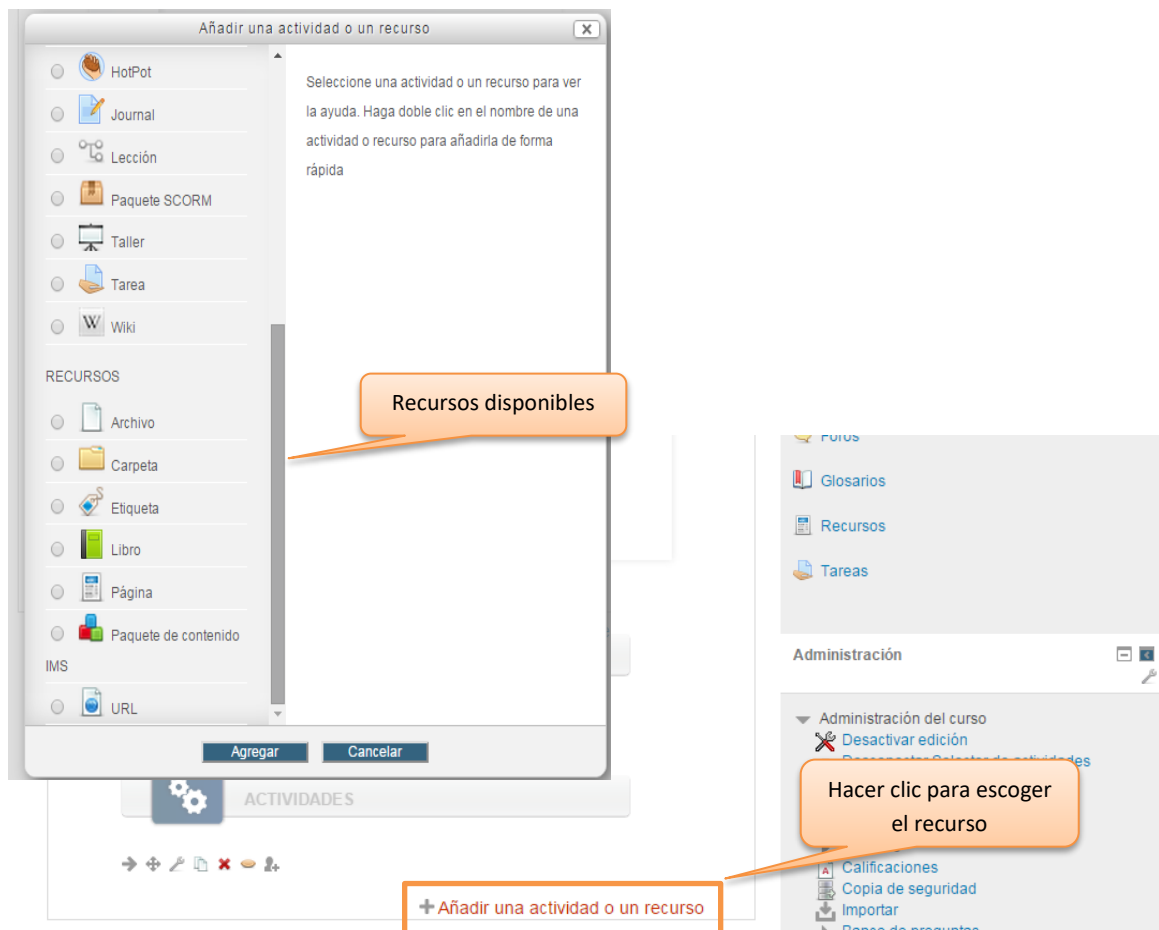 Añadir una actividad o un recurso
HotPot
Journal
Lección
Paquete SCORM
Taller
Tarea
Wiki
RECURSOS
Archivo
Carpeta
Etiqueta
Libro
Página
Paquete de contenido
IMS
URL
Seleccione una actividad o un recurso para ver
la ayuda. Haga doble clic en el nombre de una
actividad o recurso para añadirla de forma
rápida
Agregar
Cancelar
Recursos disponibles
ACTIVIDADES
Añadir una actividad o un recurso
Foros
Glosarios
Recursos
Tareas
Administración
Administración del curso
Desactivar edición
Hacer clic para escoger
el recurso
Calificaciones
Copia de seguridad
Importar
Banco de preguntas